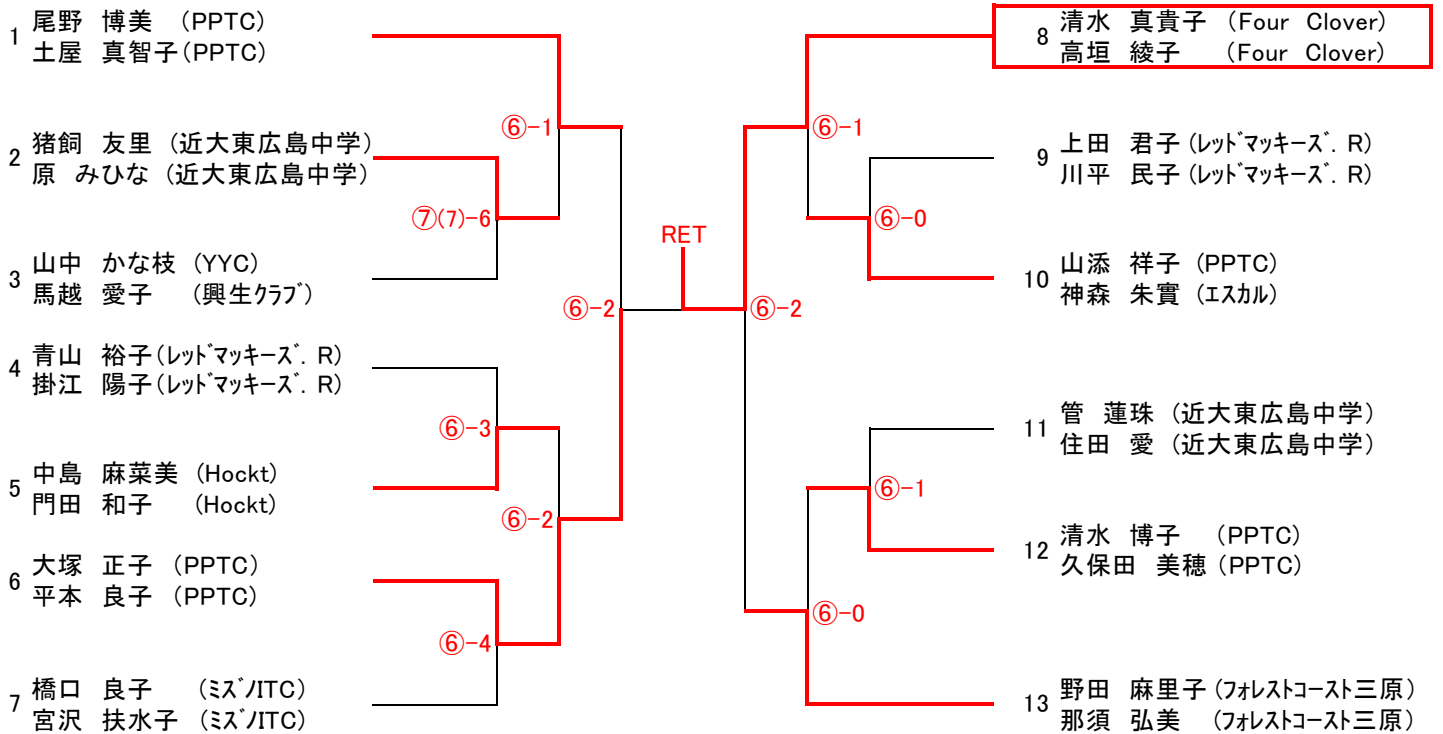 1
尾野 博美 (PPTC)
土屋 真智子(PPTC)
⑥-1
2
猪飼 友里 (近大東広島中学)
原 みひな (近大東広島中学)
⑦(7)-6
3
山中 かな枝 (YYC)
馬越 愛子 (興生ｸﾗﾌﾞ)
⑥-2
4
青山 裕子(ﾚｯﾄﾞﾏｯｷｰｽﾞ. R)
掛江 陽子(ﾚｯﾄﾞﾏｯｷｰｽﾞ. R)
⑥-3
5
中島 麻菜美 (Hockt)
門田 和子 (Hockt)
⑥-2
6
大塚 正子 (PPTC)
平本 良子 (PPTC)
⑥-4
7
橋口 良子 (ﾐｽﾞﾉITC)
宮沢 扶水子 (ﾐｽﾞﾉITC)
RET
8
清水 真貴子 (Four Clover)
高垣 綾子 (Four Clover)
⑥-1
9
上田 君子 (ﾚｯﾄﾞﾏｯｷｰｽﾞ. R)
川平 民子 (ﾚｯﾄﾞﾏｯｷｰｽﾞ. R)
⑥-0
10
山添 祥子 (PPTC)
神森 朱實 (ｴｽｶﾙ)
⑥-2
11
管 蓮珠 (近大東広島中学)
住田 愛 (近大東広島中学)
⑥-1
12
清水 博子 (PPTC)
久保田 美穂 (PPTC)
⑥-0
13
野田 麻里子 (ﾌｫﾚｽﾄｺｰｽﾄ三原)
那須 弘美 (ﾌｫﾚｽﾄｺｰｽﾄ三原)